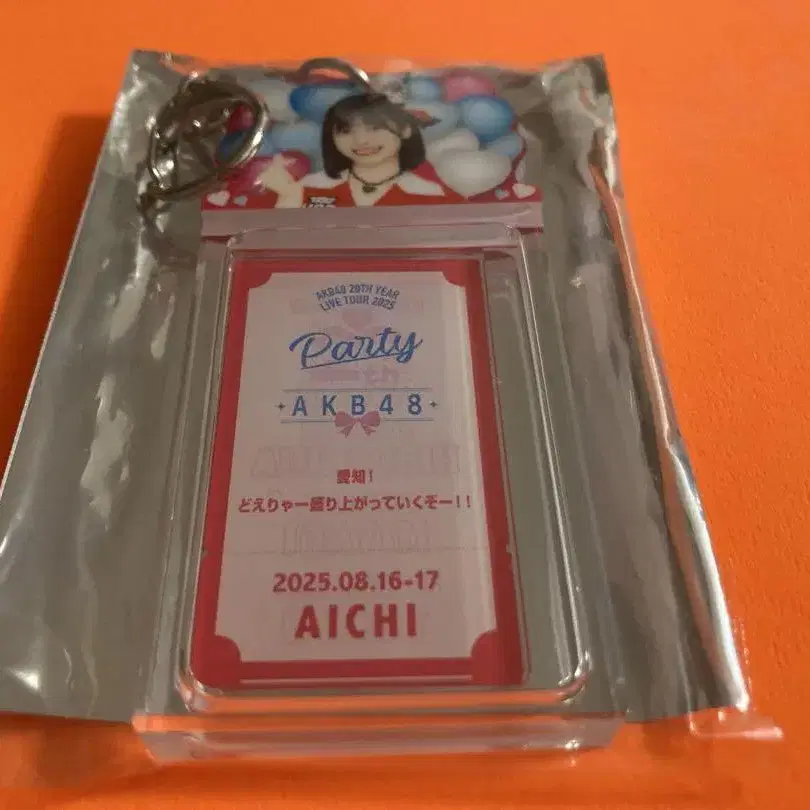 AKB48 20TH YEAR
LIVE TOUR 2025
Party
AKB48
愛知！
どえりゃー盛り上がっていくぞー!!
2025.08.16-17
AICHI